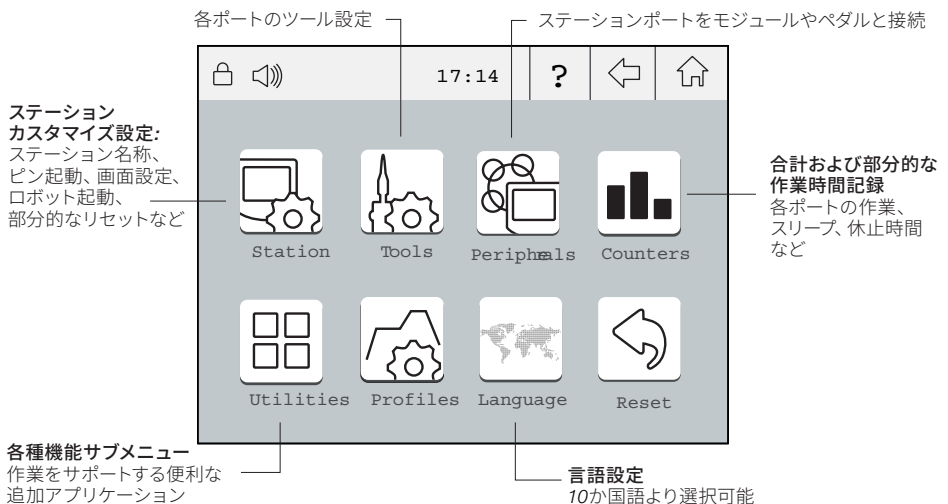 各ポートのツール設定
ステーションポートをモジュールやペダルと接続
17:14
?
ステーション
カスタマイズ設定:
ステーション名称、
ピン起動、画面設定、
ロボット起動、
部分的なリセットなど
合計および部分的な
作業時間記録
各ポートの作業、
スリープ、休止時間
など
Station
Tools
Peripherals
Counters
Utilities
Profiles
Language
Reset
各種機能サブメニュー
作業をサポートする便利な
追加アプリケーション
言語設定
10か国語より選択可能